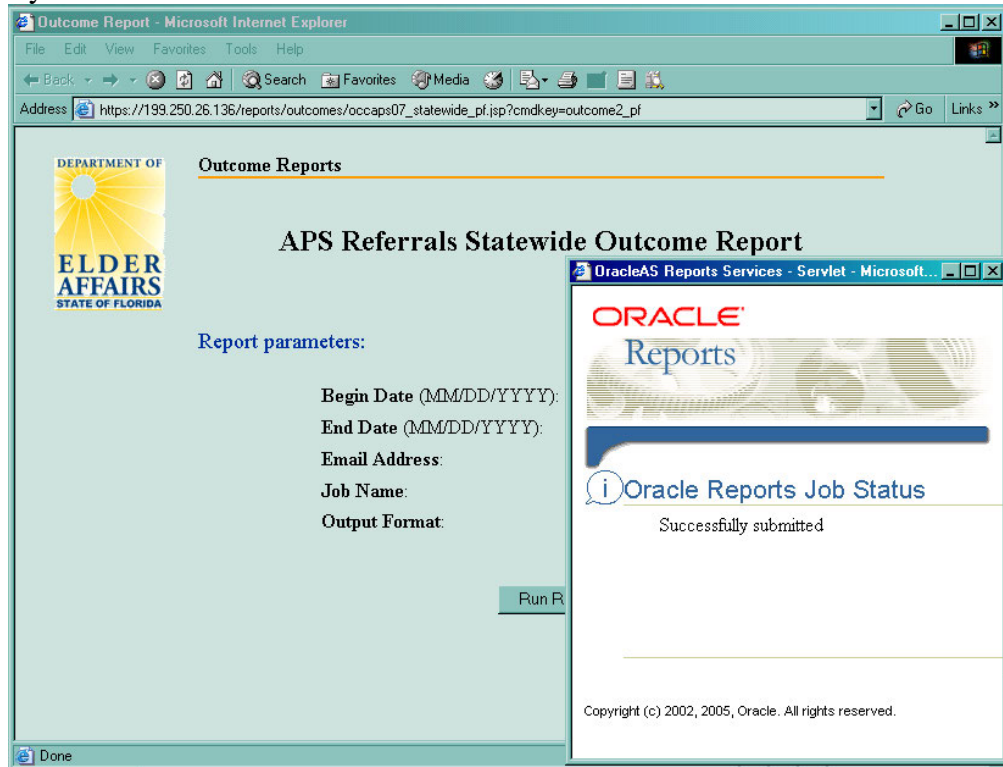 Outcome Report - Microsoft Internet Explorer
File Edit View Favorites Tools Help
Back Search Favorites Media
Address https://199.250.26.136/reports/outcomes/occaps07_statewide_pf.jsp?cmdkey=outcome2_pf Go Links »
DEPARTMENT OF
ELDER
AFFAIRS
STATE OF FLORIDA
Outcome Reports
APS Referrals Statewide Outcome Report
Report parameters:
Begin Date (MM/DD/YYYY):
End Date (MM/DD/YYYY):
Email Address:
Job Name:
Output Format:
Run R
OracleAS Reports Services - Servlet - Microsoft...
ORACLE
Reports
i Oracle Reports Job Status
Successfully submitted
Copyright (c) 2002, 2005, Oracle. All rights reserved.
Done